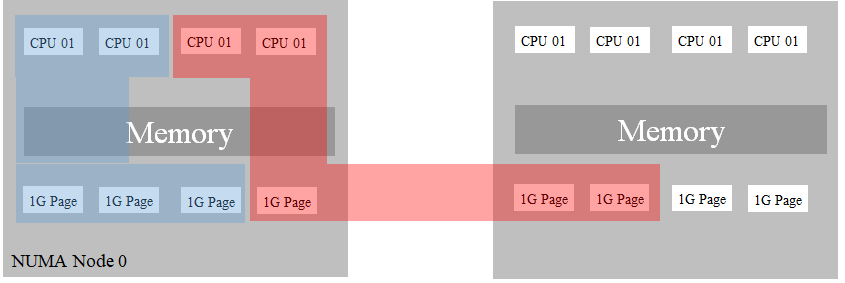 CPU 01 CPU 01 CPU 01 CPU 01
Memory
1G Page 1G Page 1G Page 1G Page
NUMA Node 0
CPU 01 CPU 01 CPU 01 CPU 01
Memory
1G Page 1G Page 1G Page 1G Page